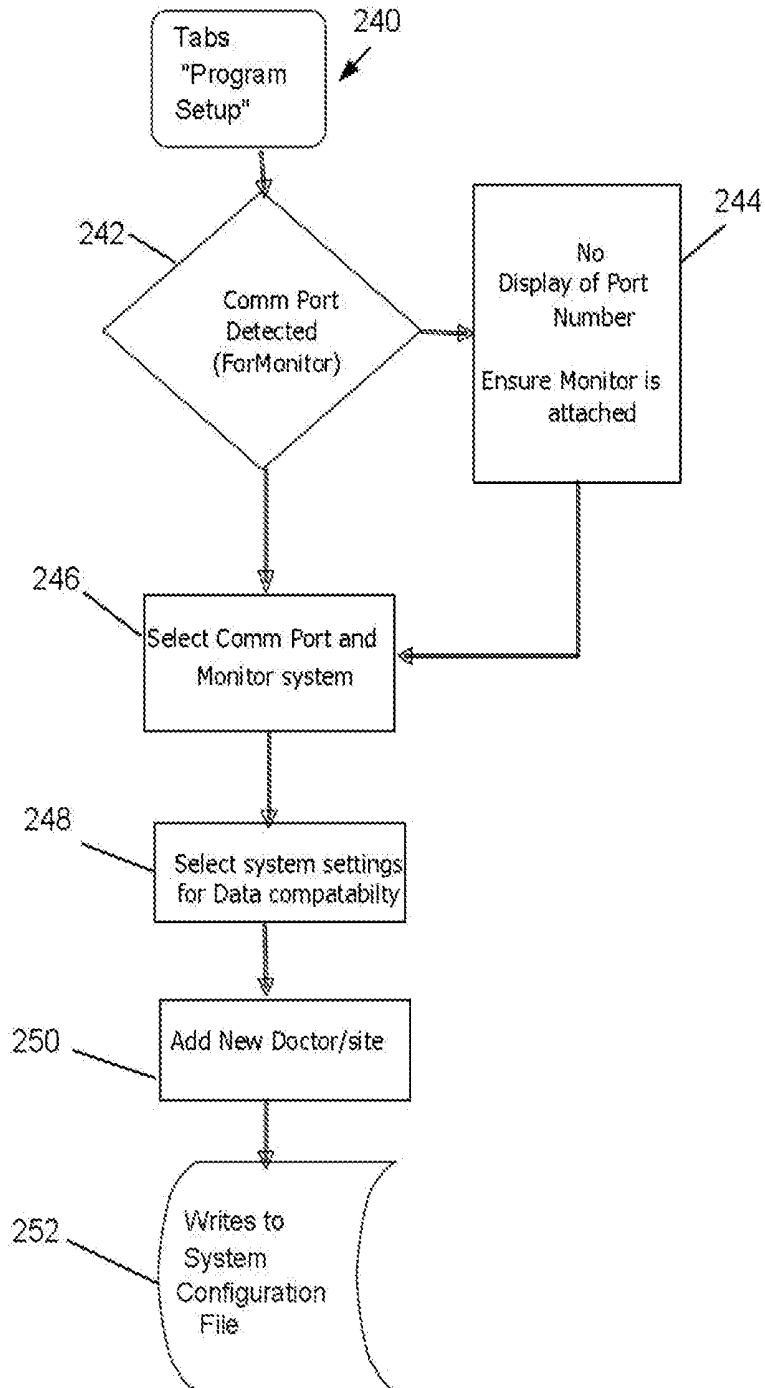 Tabs
"Program
Setup"
240
242
Comm Port
Detected
(ForMonitor)
244
No
Display of Port
Number
Ensure Monitor is
attached
246
Select Comm Port and
Monitor system
248
Select system settings
for Data compatabilty
250
Add New Doctor/site
252
Writes to
System
Configuration
File